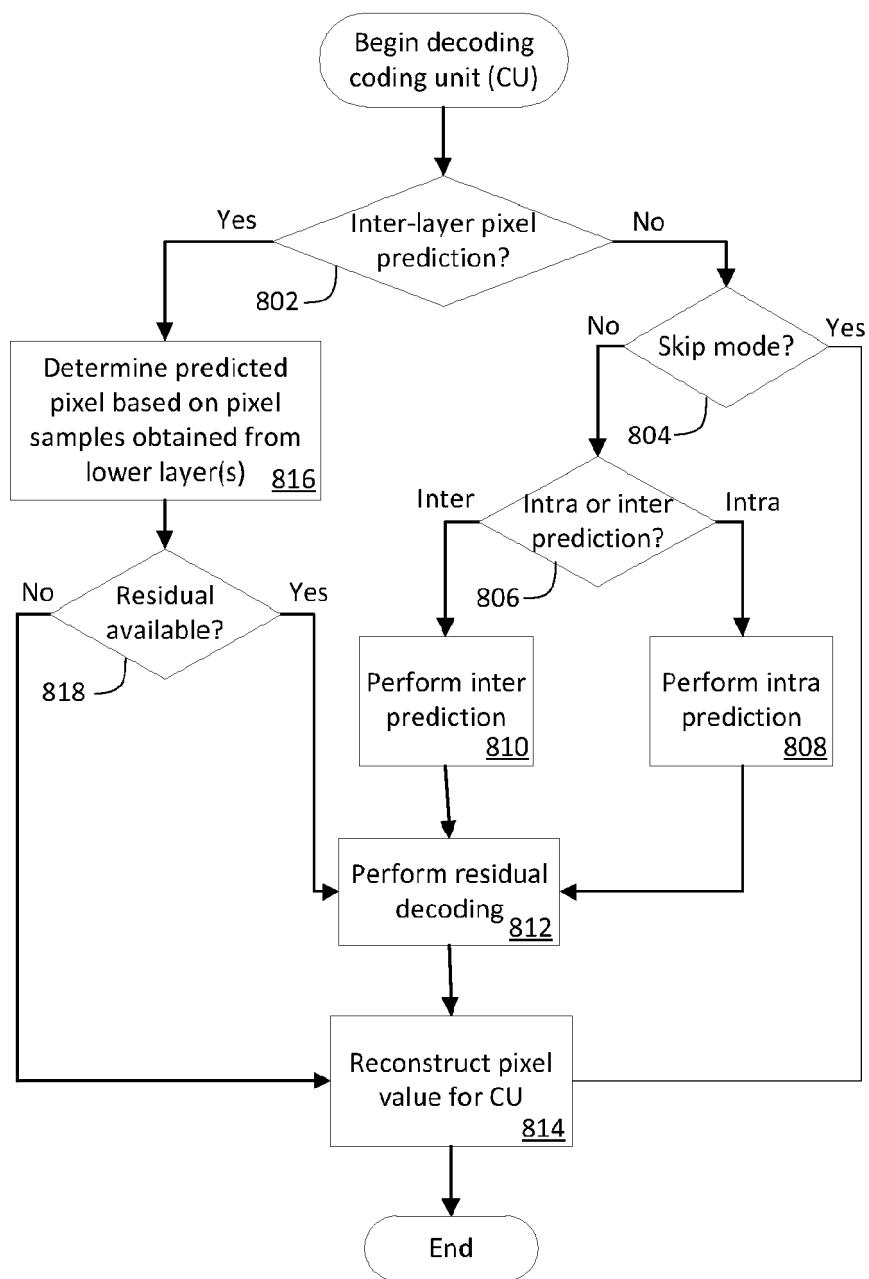 Begin decoding
coding unit (CU)
Yes
Inter-layer pixel
prediction?
No
802
Determine predicted
pixel based on pixel
samples obtained from
lower layer(s)
816
No
Skip mode?
Yes
804
Inter
Intra or inter
prediction?
Intra
806
No
Residual
available?
Yes
818
Perform inter
prediction
810
Perform intra
prediction
808
Perform residual
decoding
812
Reconstruct pixel
value for CU
814
End